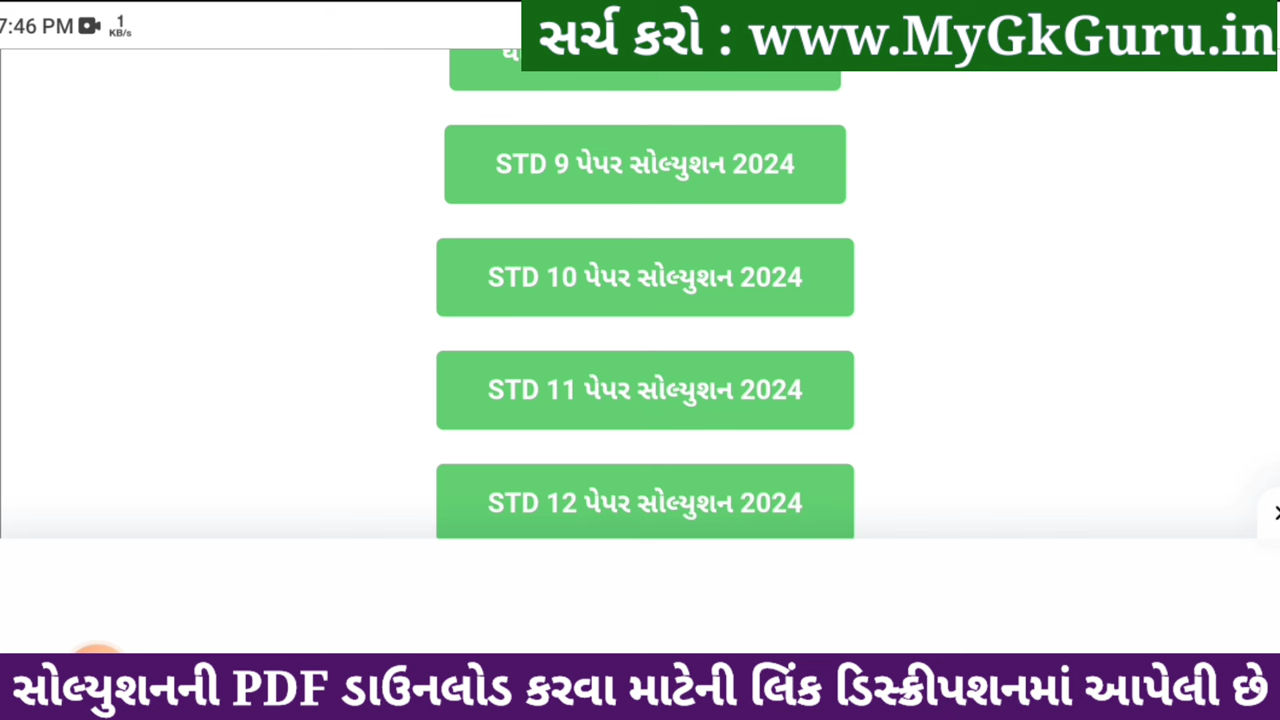 7:46 PM 1 KB/s
સર્ચ કરો : www.MyGkGuru.in
STD 9 પેપર સોલ્યુશન 2024
STD 10 પેપર સોલ્યુશન 2024
STD 11 પેપર સોલ્યુશન 2024
STD 12 પેપર સોલ્યુશન 2024
સોલ્યુશનની PDF ડાઉનલોડ કરવા માટેની લિંક ડિસ્ક્રીપશનમાં આપેલી છે